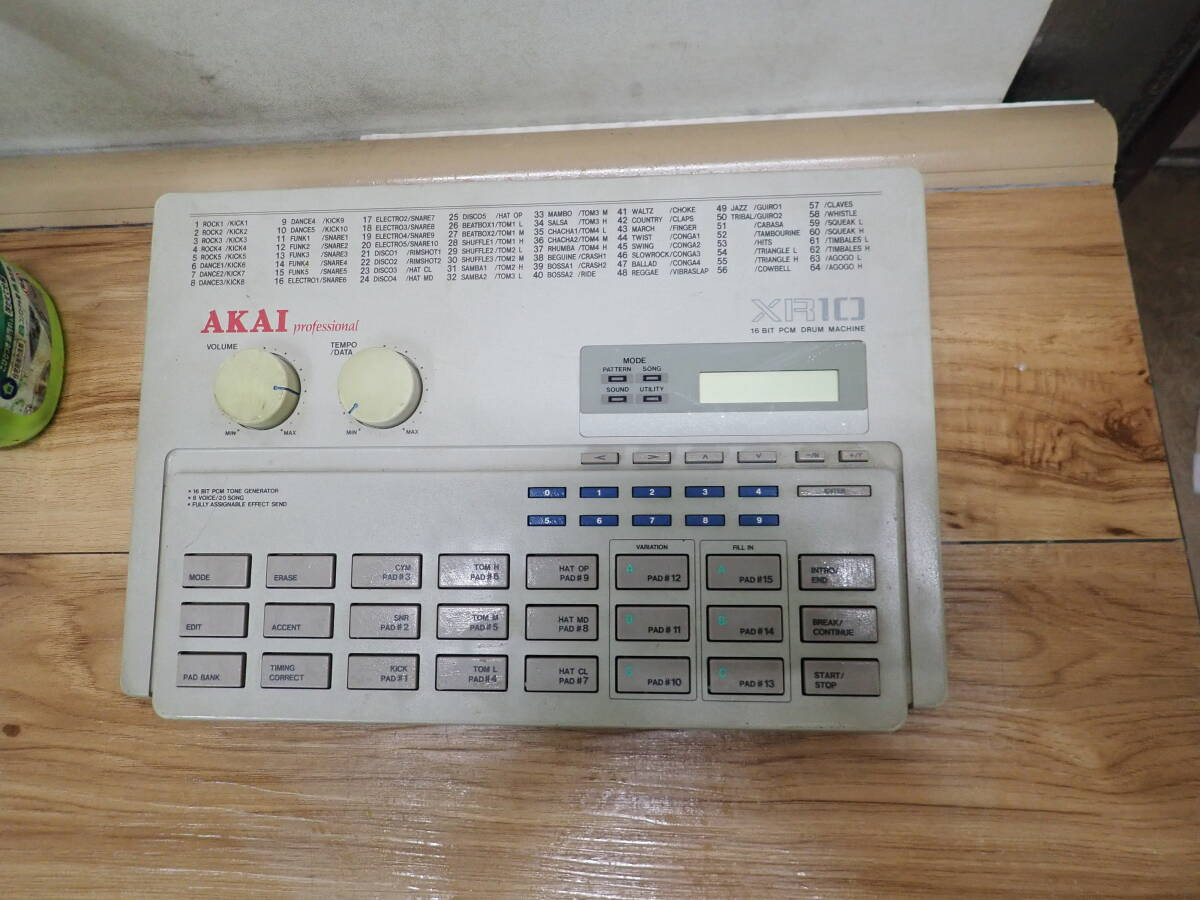 1 ROCK1 /KICK1
2 ROCK2 /KICK2
3 ROCK3 /KICK3
4 ROCK4 /KICK4
5 ROCK5 /KICK5
6 DANCE1/KICK6
7 DANCE2/KICK7
8 DANCE3/KICK8
9 DANCE4 /KICK9
10 DANCE5 /KICK10
11 FUNK1 /SNARE1
12 FUNK2 /SNARE2
13 FUNK3 /SNARE3
14 FUNK4 /SNARE4
15 FUNK5 /SNARE5
16 ELECTRO1/SNARE6
17 ELECTRO2/SNARE7
18 ELECTRO3/SNARE8
19 ELECTRO4/SNARE9
20 ELECTRO5/SNARE10
21 DISCO1 /RIMSHOT1
22 DISCO2 /RIMSHOT2
23 DISCO3 /HAT CL
24 DISCO4 /HAT MD
25 DISCO5 /HAT OP
26 BEATBOX1/TOM1 L
27 BEATBOX2/TOM1 M
28 SHUFFLE1/TOM1 H
29 SHUFFLE2/TOM2 L
30 SHUFFLE3/TOM2 M
31 SAMBA1 /TOM2 H
32 SAMBA2 /TOM3 L
33 MAMBO /TOM3 M
34 SALSA /TOM3 H
35 CHACHA1/TOM4 L
36 CHACHA2/TOM4 M
37 RHUMBA /TOM4 H
38 BEGUINE /CRASH1
39 BOSSA1 /CRASH2
40 BOSSA2 /RIDE
41 WALTZ /CHOKE
42 COUNTRY /CLAPS
43 MARCH /FINGER
44 TWIST /CONGA1
45 SWING /CONGA2
46 SLOWROCK/CONGA3
47 BALLAD /CONGA4
48 REGGAE /VIBRASLAP
49 JAZZ /GUIRO1
50 TRIBAL/GUIRO2
51 /CABASA
52 /TAMBOURINE
53 /HITS
54 /TRIANGLE L
55 /TRIANGLE H
56 /COWBELL
57 /CLAVES
58 /WHISTLE
59 /SQUEAK L
60 /SQUEAK H
61 /TIMBALES L
62 /TIMBALES H
63 /AGOGO L
64 /AGOGO H
AKAI professional
XR10
16 BIT PCM DRUM MACHINE
VOLUME
MIN MAX
TEMPO
/DATA
MIN MAX
MODE
PATTERN SONG
SOUND UTILITY
< > ∧ ∨ -/N +/Y
* 16 BIT PCM TONE GENERATOR
* 8 VOICE/20 SONG
* FULLY ASSIGNABLE EFFECT SEND
0 1 2 3 4 ENTER
5 6 7 8 9
VARIATION FILL IN
MODE
ERASE
CYM
PAD#3
TOM H
PAD#6
HAT OP
PAD#9
A
PAD#12
A
PAD#15
INTRO/
END
EDIT
ACCENT
SNR
PAD#2
TOM M
PAD#5
HAT MD
PAD#8
B
PAD#11
B
PAD#14
BREAK/
CONTINUE
PAD BANK
TIMING
CORRECT
KICK
PAD#1
TOM L
PAD#4
HAT CL
PAD#7
C
PAD#10
C
PAD#13
START/
STOP